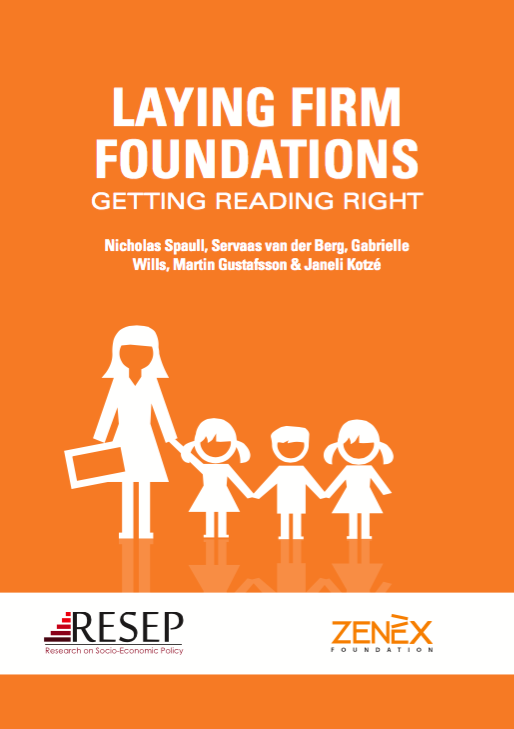 LAYING FIRM
FOUNDATIONS
GETTING READING RIGHT
Nicholas Spaull, Servaas van der Berg, Gabrielle
Wills, Martin Gustafsson & Janeli Kotzé
RESEP
Research on Socio-Economic Policy
ZENÈX
FOUNDATION